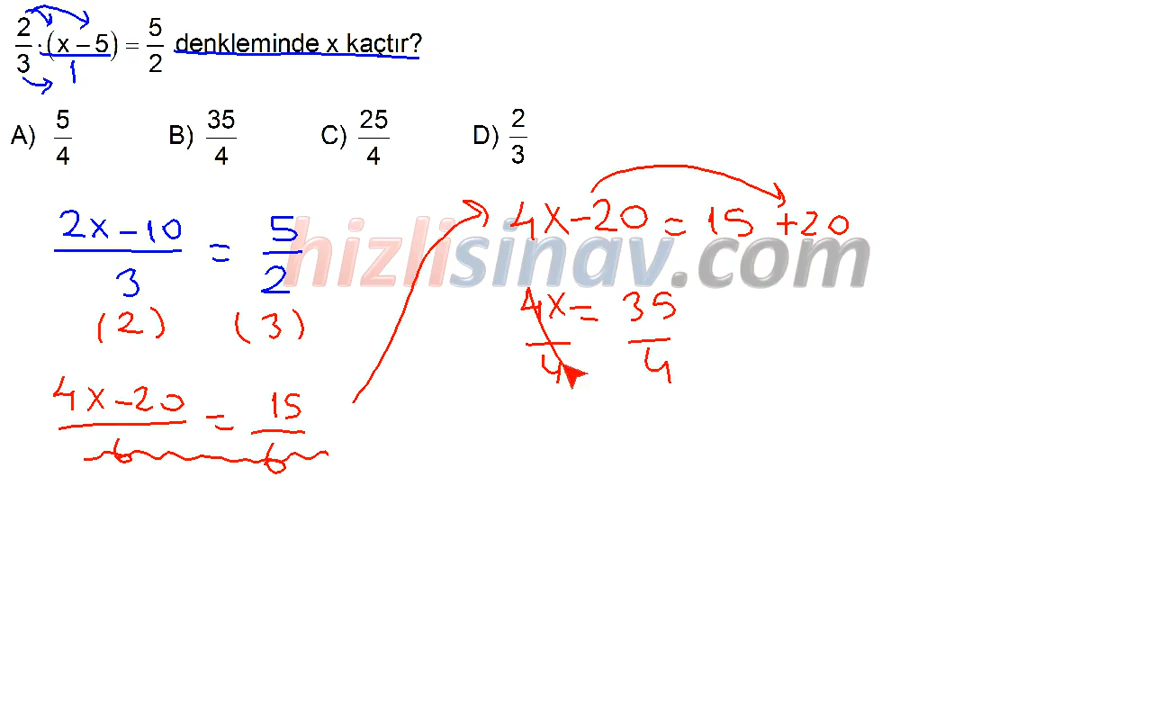 2/3 · (x – 5) = 5/2 denkleminde x kaçtır?
1
A) 5/4 B) 35/4 C) 25/4 D) 2/3
2x – 10 / 3 = 5 / 2
(2) (3)
4x – 20 / 6 = 15 / 6
4x – 20 = 15 + 20
4x / 4 = 35 / 4
hizlisinav.com